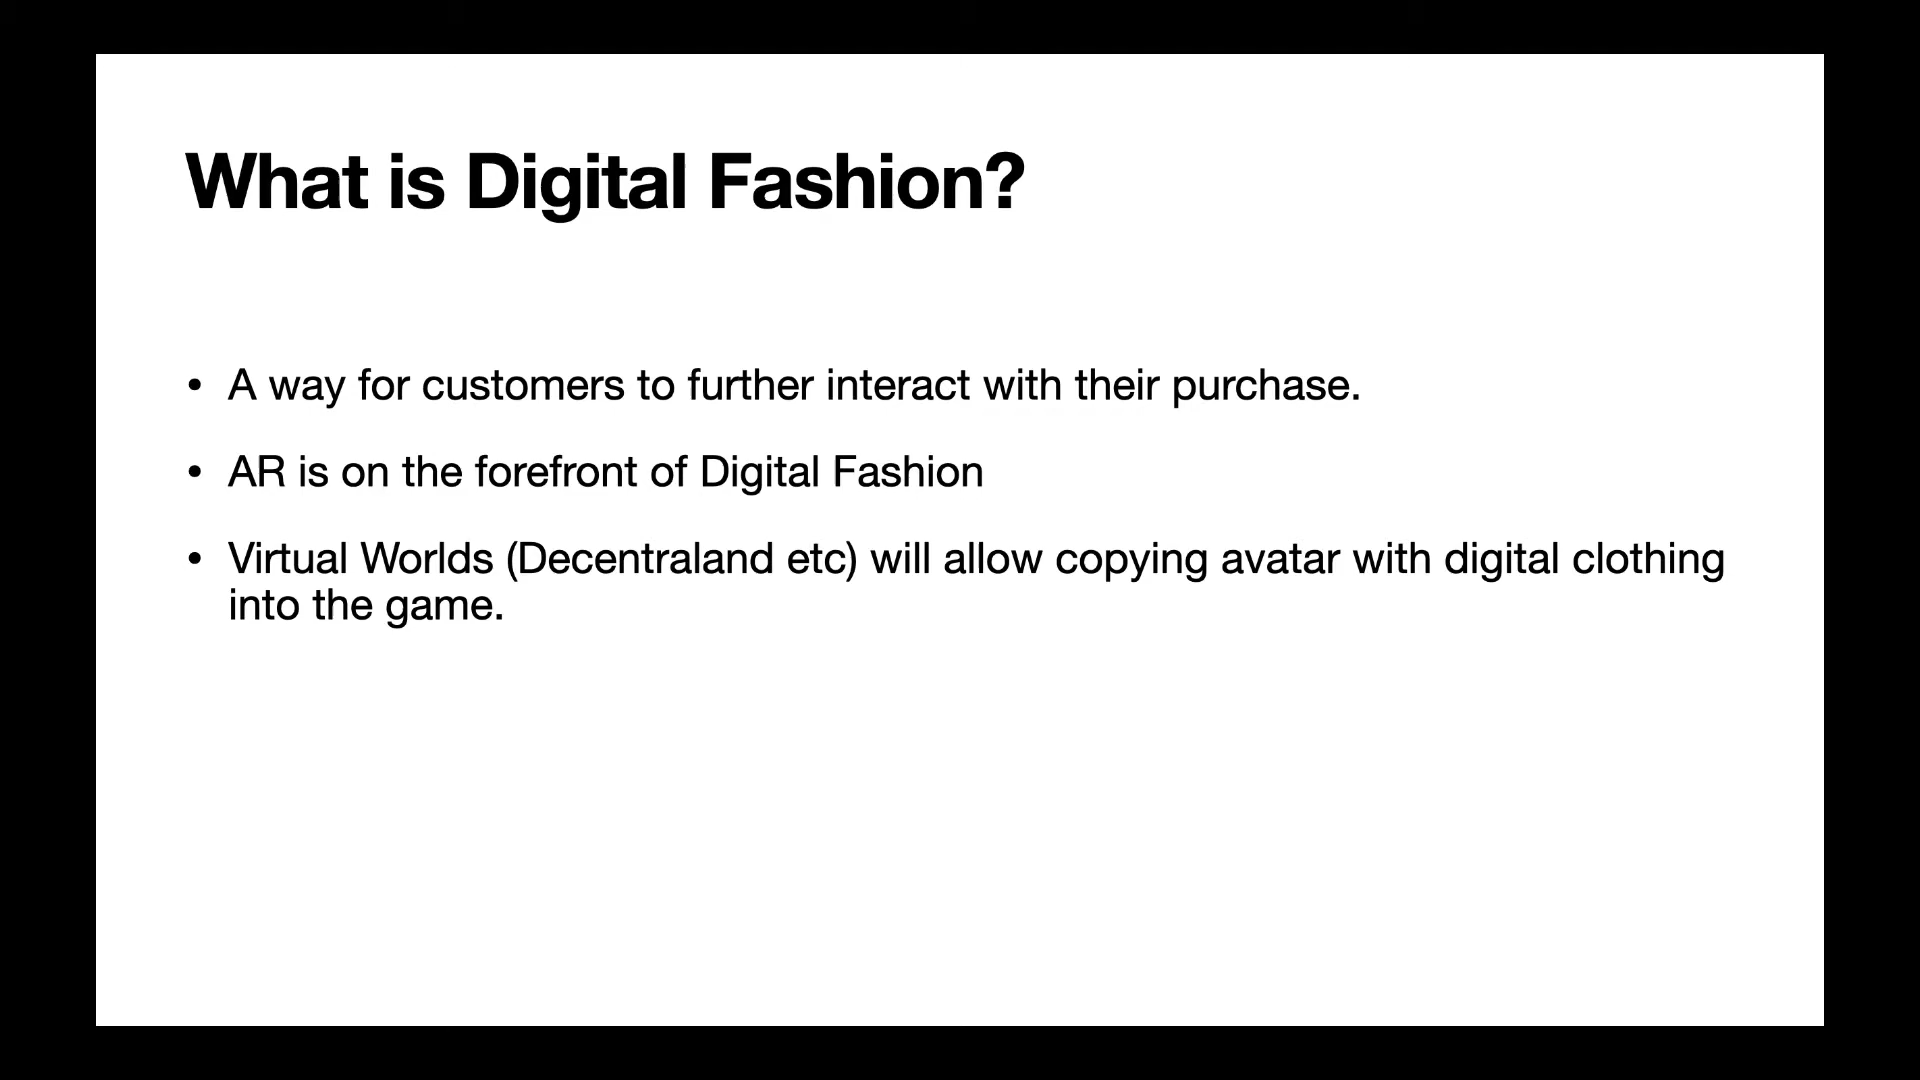 What is Digital Fashion?
• A way for customers to further interact with their purchase.
• AR is on the forefront of Digital Fashion
• Virtual Worlds (Decentraland etc) will allow copying avatar with digital clothing
into the game.